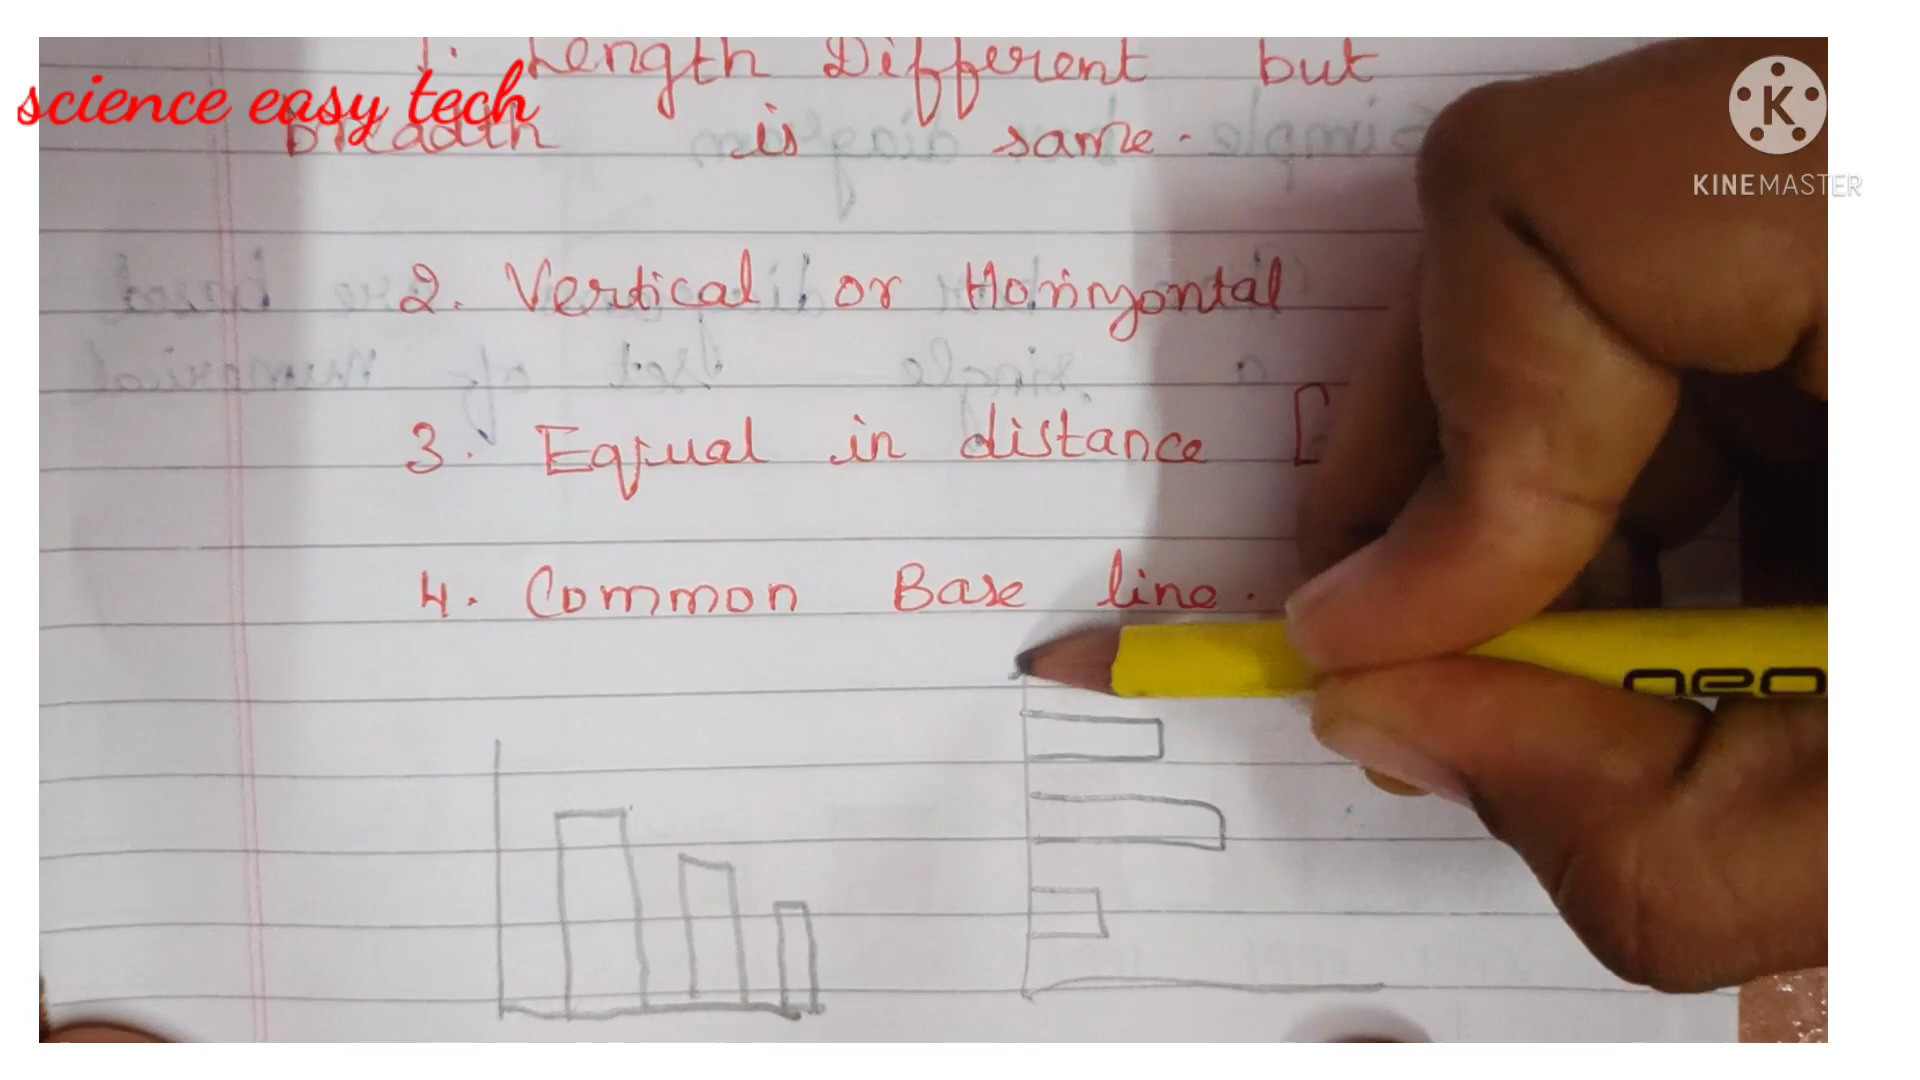 1. Length Different but
science easy tech
Breadth is same.
K
KINEMASTER
2. Vertical or Horizontal
3. Equal in distance [
4. Common Base line.
neo